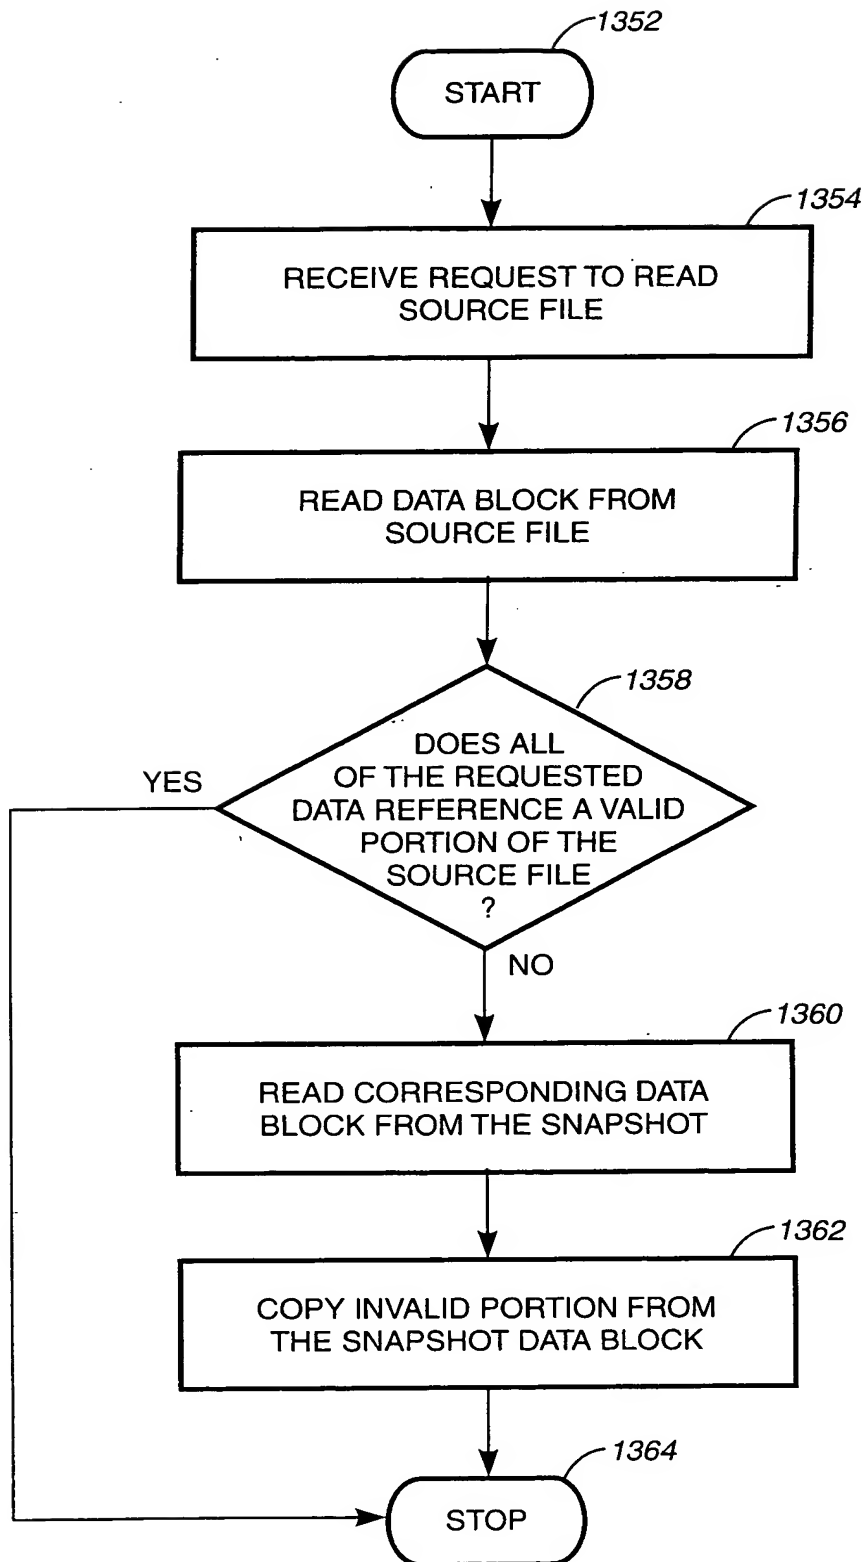 1352
START
1354
RECEIVE REQUEST TO READ
SOURCE FILE
1356
READ DATA BLOCK FROM
SOURCE FILE
1358
DOES ALL
OF THE REQUESTED
DATA REFERENCE A VALID
PORTION OF THE
SOURCE FILE
?
YES
NO
1360
READ CORRESPONDING DATA
BLOCK FROM THE SNAPSHOT
1362
COPY INVALID PORTION FROM
THE SNAPSHOT DATA BLOCK
1364
STOP